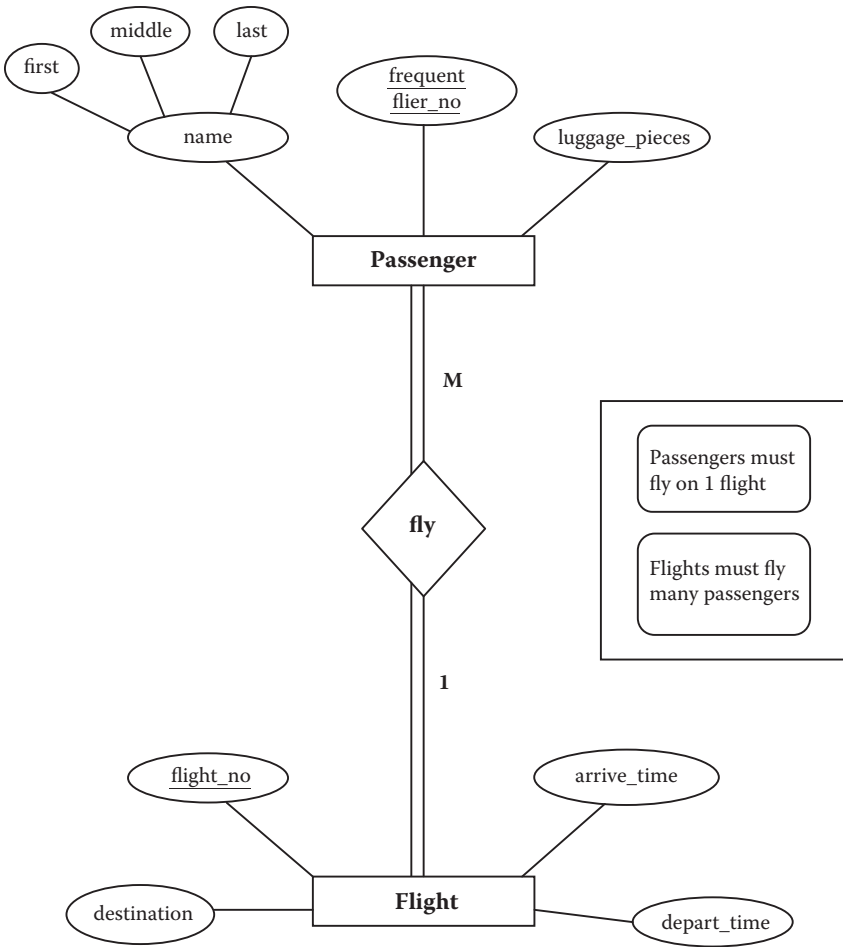 middle
last
first
frequent
flier_no
name
luggage_pieces
Passenger
M
Passengers must
fly on 1 flight
fly
Flights must fly
many passengers
1
flight_no
arrive_time
destination
Flight
depart_time